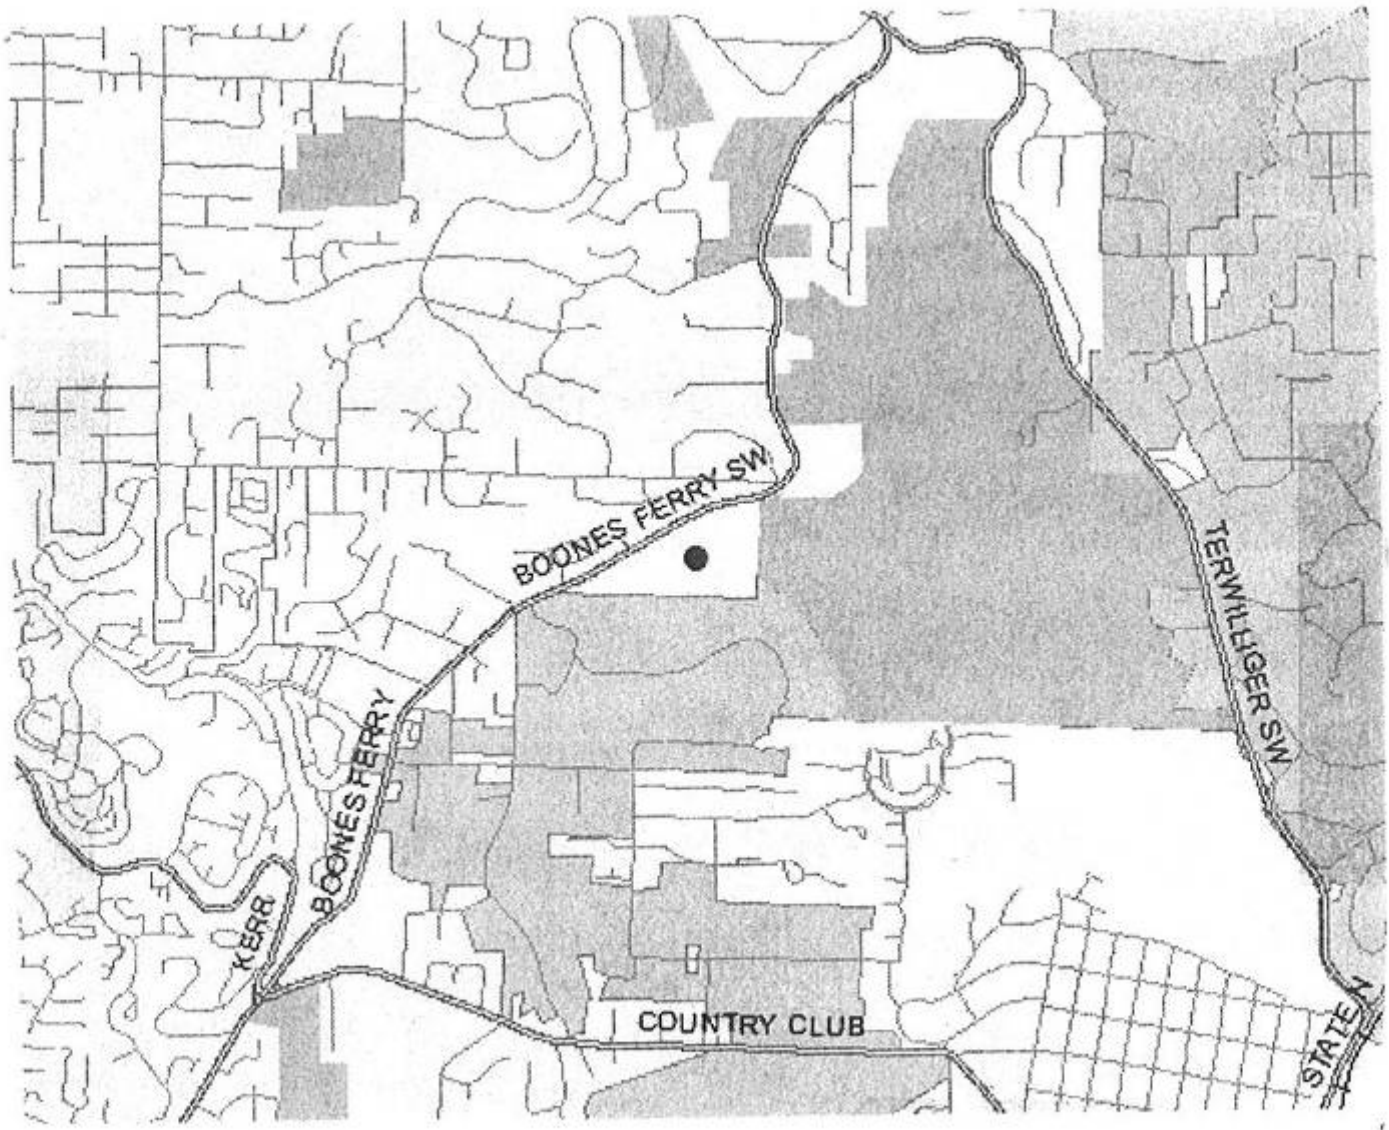 BOONES FERRY SW
TERWILLIGER SW
BOONES FERRY
KERR
COUNTRY CLUB
STATE N